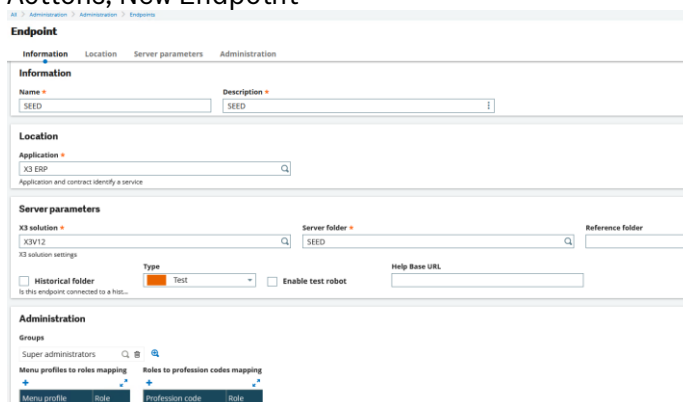 Actions, New Endpoint
All > Administration > Administration > Endpoints
Endpoint
Information Location Server parameters Administration
Information
Name * Description *
SEED SEED
Location
Application *
X3 ERP
Application and contract identify a service
Server parameters
X3 solution * Server folder * Reference folder
X3V12 SEED
X3 solution settings
Type Help Base URL
Historical folder Test Enable test robot
Is this endpoint connected to a hist...
Administration
Groups
Super administrators
Menu profiles to roles mapping Roles to profession codes mapping
Menu profile Role Profession code Role